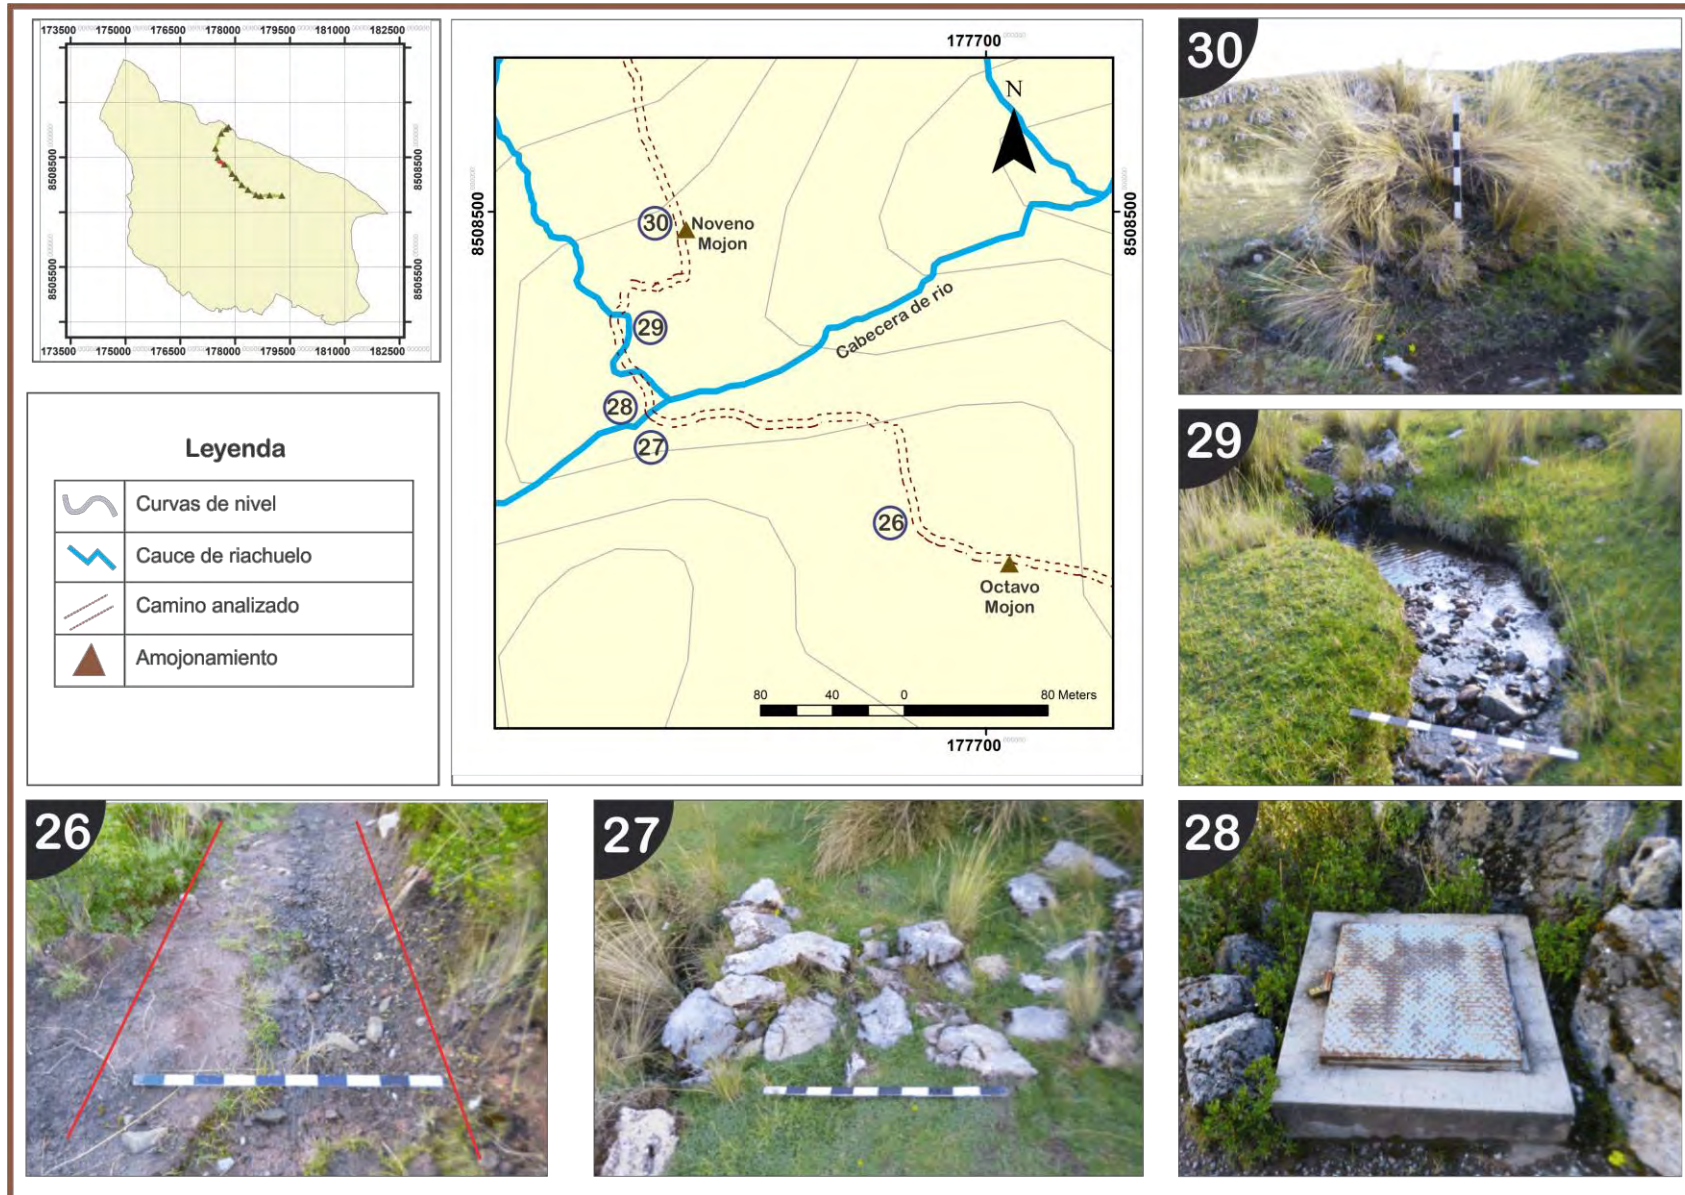 173500 175000 176500 178000 179500 181000 182500
8508500
8505500
8508500
8505500
173500 175000 176500 178000 179500 181000 182500
Leyenda
Curvas de nivel
Cauce de riachuelo
Camino analizado
Amojonamiento
177700
N
8508500
8508500
30
Noveno
Mojon
29
Cabecera de rio
28
27
26
Octavo
Mojon
80 40 0 80 Meters
177700
30
29
26
27
28